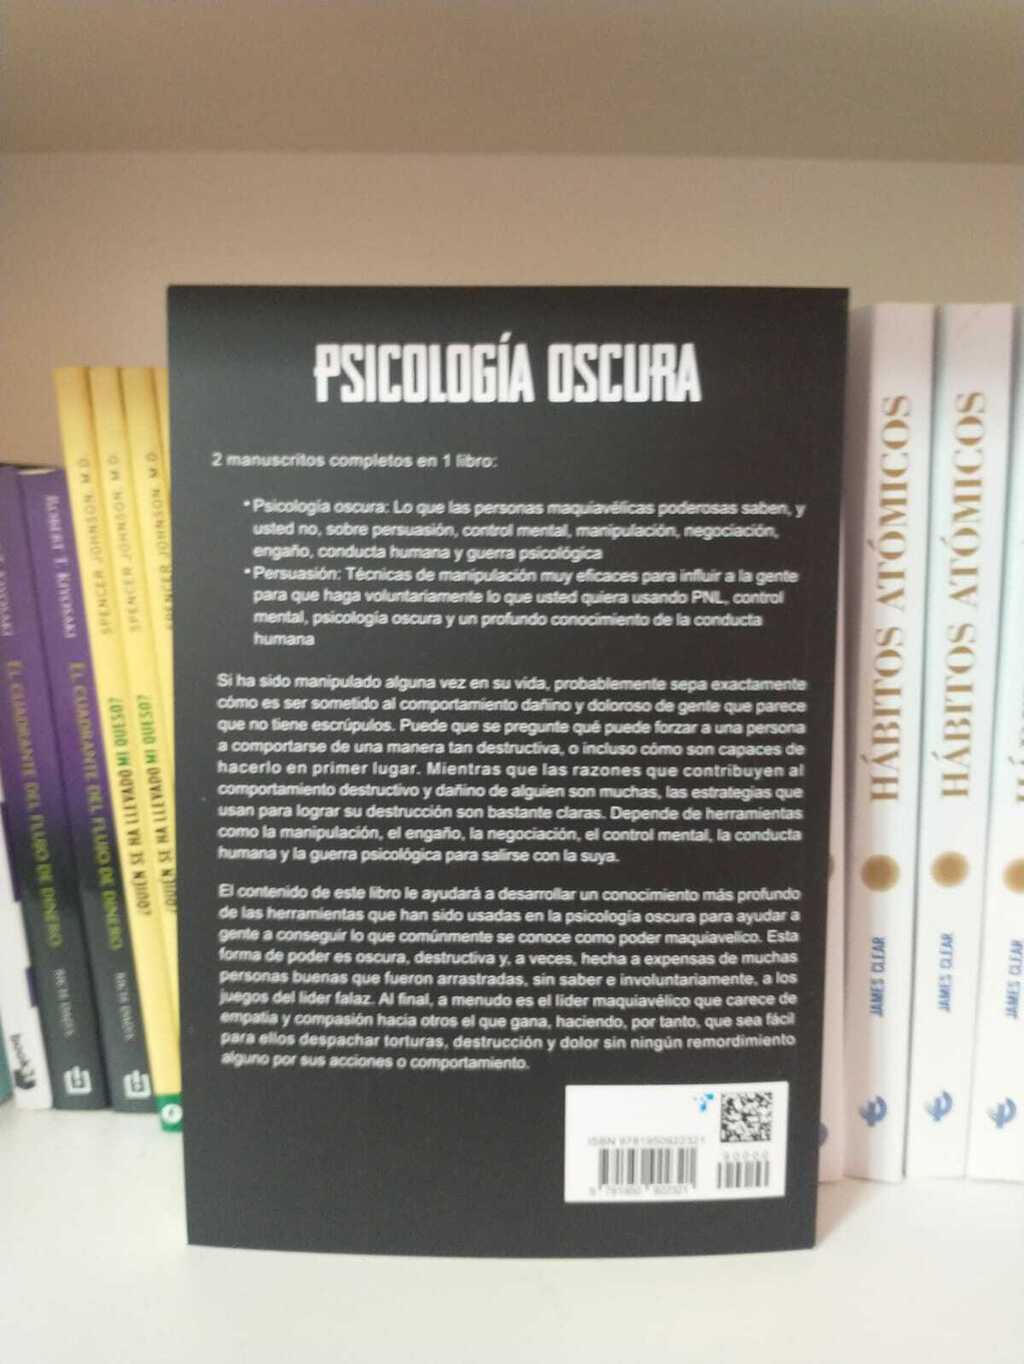 PSICOLOGÍA OSCURA
2 manuscritos completos en 1 libro:
• Psicología oscura: Lo que las personas maquiavélicas poderosas saben, y
usted no, sobre persuasión, control mental, manipulación, negociación,
engaño, conducta humana y guerra psicológica
• Persuasión: Técnicas de manipulación muy eficaces para influir a la gente
para que haga voluntariamente lo que usted quiera usando PNL, control
mental, psicología oscura y un profundo conocimiento de la conducta
humana
Si ha sido manipulado alguna vez en su vida, probablemente sepa exactamente
cómo es ser sometido al comportamiento dañino y doloroso de gente que parece
que no tiene escrúpulos. Puede que se pregunte qué puede forzar a una persona
a comportarse de una manera tan destructiva, o incluso cómo son capaces de
hacerlo en primer lugar. Mientras que las razones que contribuyen al
comportamiento destructivo y dañino de alguien son muchas, las estrategias que
usan para lograr su destrucción son bastante claras. Depende de herramientas
como la manipulación, el engaño, la negociación, el control mental, la conducta
humana y la guerra psicológica para salirse con la suya.
El contenido de este libro le ayudará a desarrollar un conocimiento más profundo
de las herramientas que han sido usadas en la psicología oscura para ayudar a
gente a conseguir lo que comúnmente se conoce como poder maquiavelico. Esta
forma de poder es oscura, destructiva y, a veces, hecha a expensas de muchas
personas buenas que fueron arrastradas, sin saber e involuntariamente, a los
juegos del líder falaz. Al final, a menudo es el líder maquiavélico que carece de
empatía y compasión hacia otros el que gana, haciendo, por tanto, que sea fácil
para ellos despachar torturas, destrucción y dolor sin ningún remordimiento
alguno por sus acciones o comportamiento.
ISBN 9781950922321
90000
9 781950 922321
EL CUADRANTE DEL FLUJO DE DINERO
ROBERT T. KIYOSAKI
EL CUADRANTE DEL FLUJO DE DINERO
SPENCER JOHNSON, M.D.
¿QUIÉN SE HA LLEVADO MI QUESO?
SPENCER JOHNSON, M.D.
¿QUIÉN SE HA LLEVADO MI QUESO?
SPENCER JOHNSON, M.D.
HÁBITOS ATÓMICOS
JAMES CLEAR
HÁBITOS ATÓMICOS
JAMES CLEAR
JAMES CLEAR